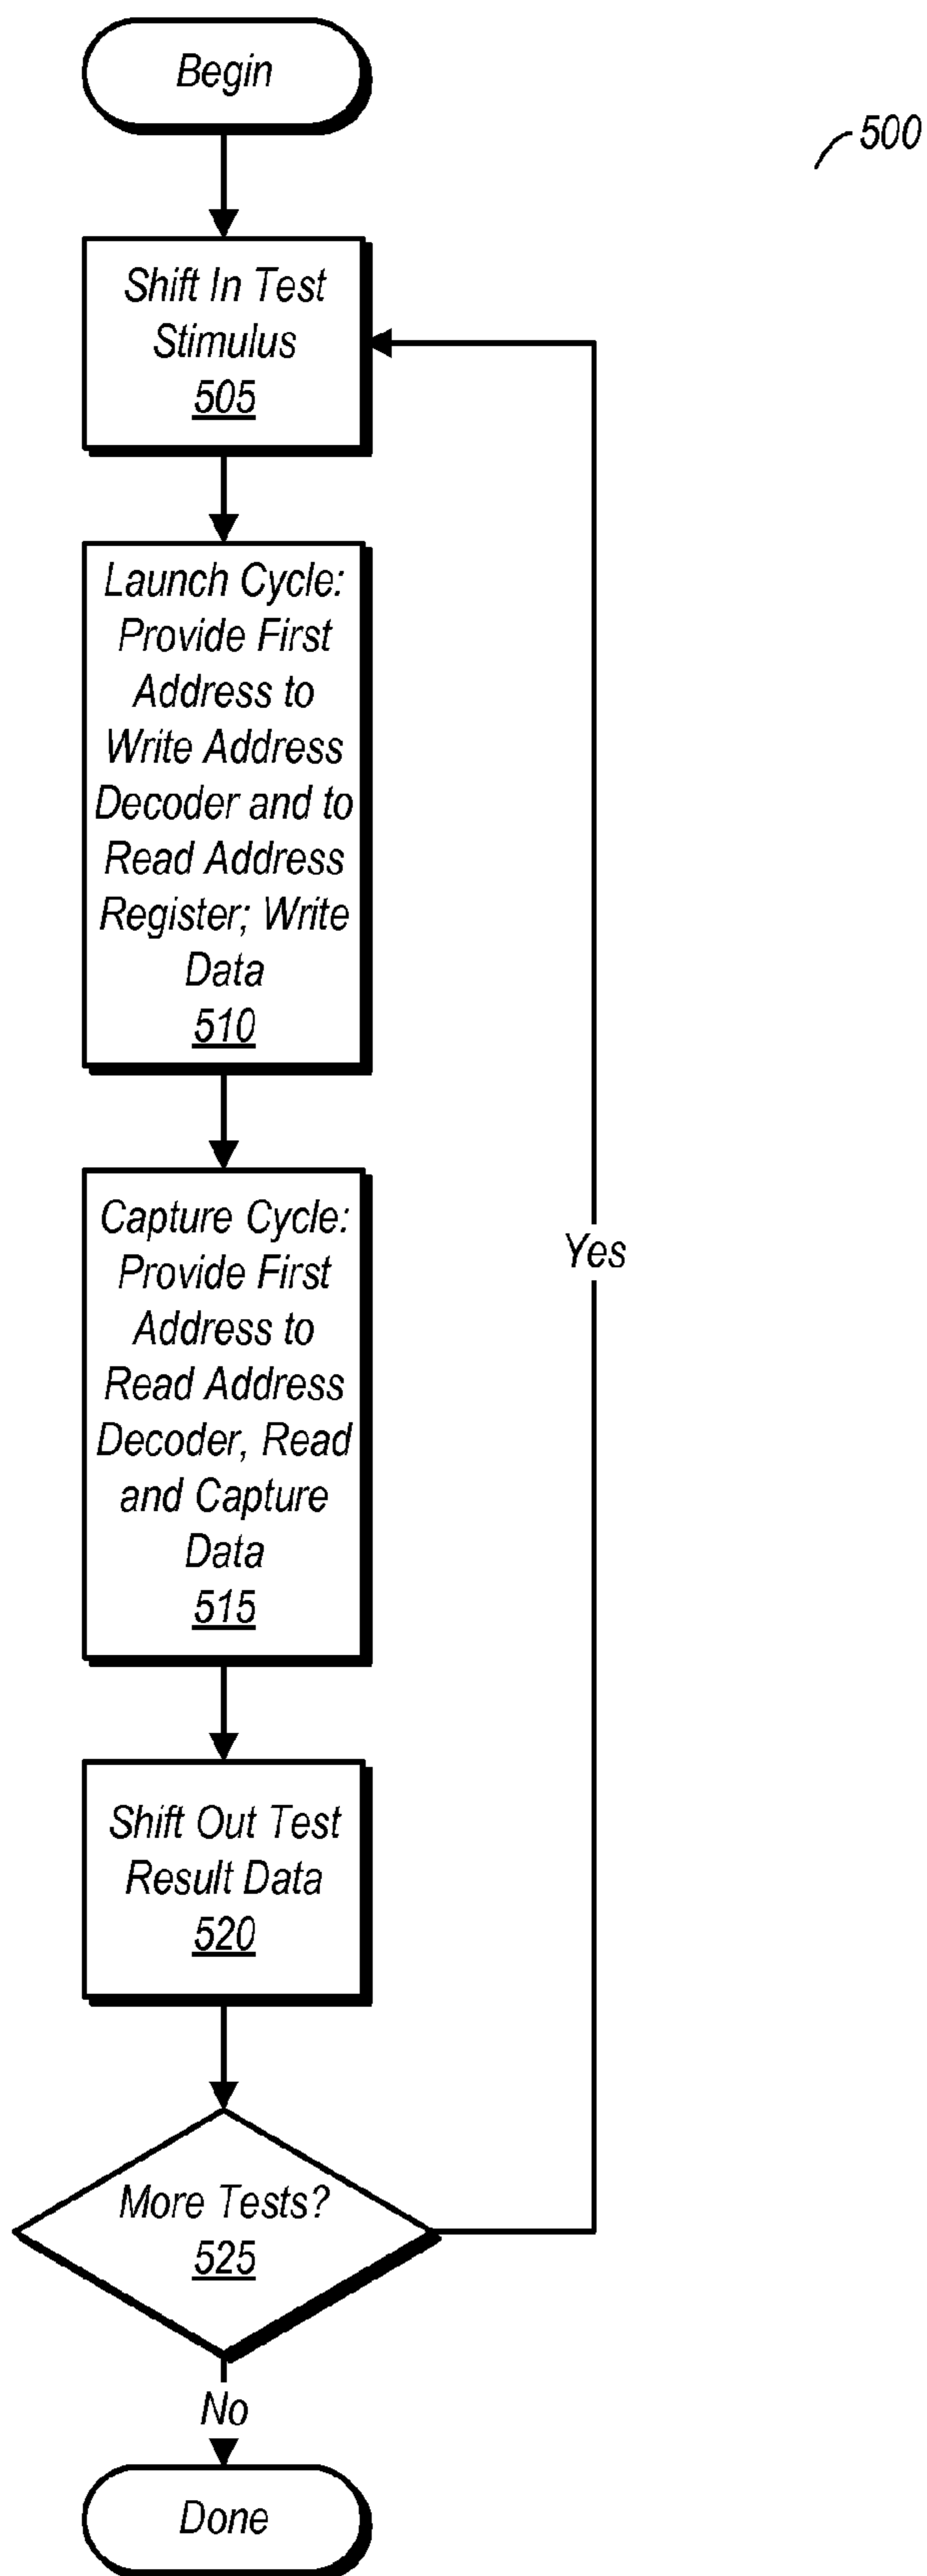 Begin
500
Shift In Test
Stimulus
505
Launch Cycle:
Provide First
Address to
Write Address
Decoder and to
Read Address
Register; Write
Data
510
Capture Cycle:
Provide First
Address to
Read Address
Decoder, Read
and Capture
Data
515
Yes
Shift Out Test
Result Data
520
More Tests?
525
No
Done